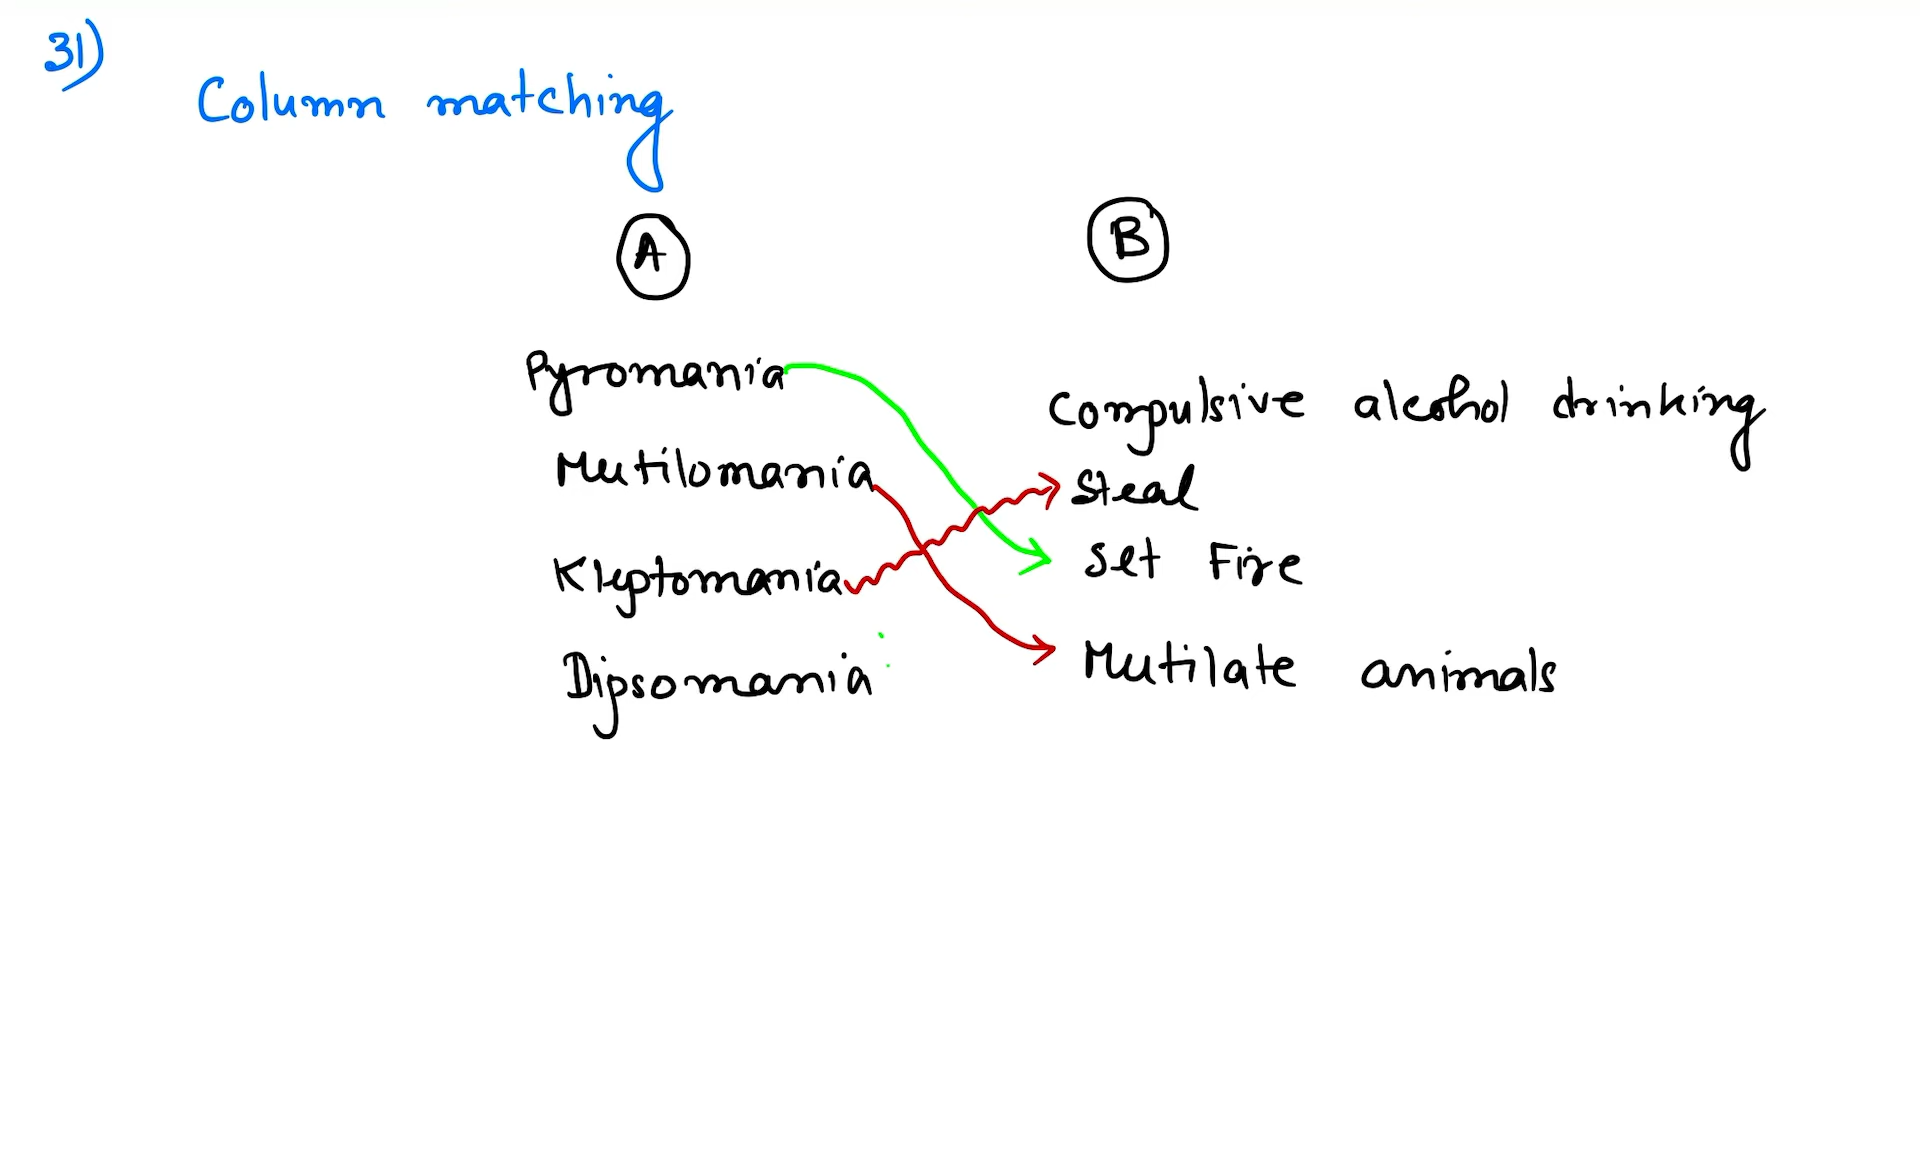 31)
Column matching
A B
Pyromania
Compulsive alcohol drinking
Mutilomania Steal
Kleptomania Set Fire
Dipsomania Mutilate animals